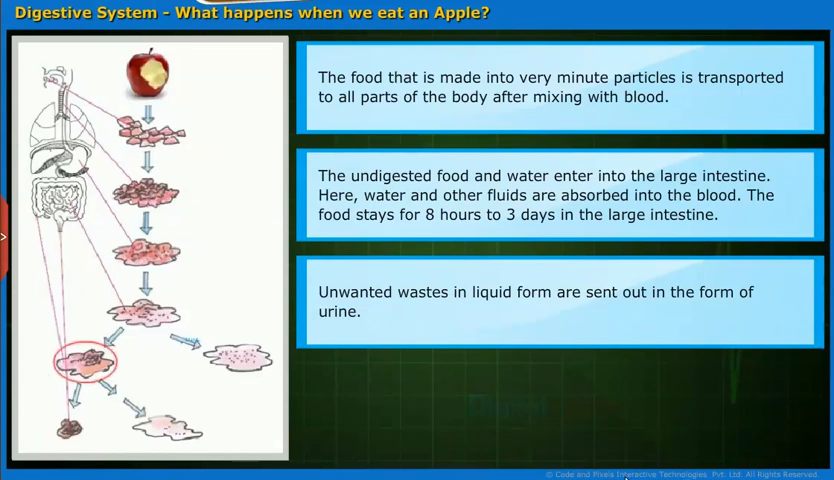 Digestive System - What happens when we eat an Apple?
The food that is made into very minute particles is transported
to all parts of the body after mixing with blood.
The undigested food and water enter into the large intestine.
Here, water and other fluids are absorbed into the blood. The
food stays for 8 hours to 3 days in the large intestine.
Unwanted wastes in liquid form are sent out in the form of
urine.
© Code and Pixels Interactive Technologies Pvt. Ltd. All Rights Reserved.